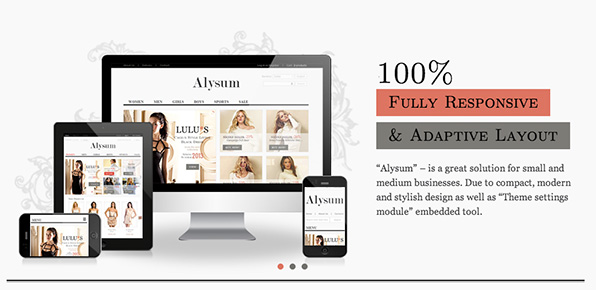 Alysum
WOMEN MEN GIRLS BOYS SPORTS SALE
LULU*S
2013
Alysum
Alysum
LULU*S
MENU
LULU*S
100%
FULLY RESPONSIVE
& ADAPTIVE LAYOUT
“Alysum” – is a great solution for small and
medium businesses. Due to compact, modern
and stylish design as well as “Theme settings
module” embedded tool.